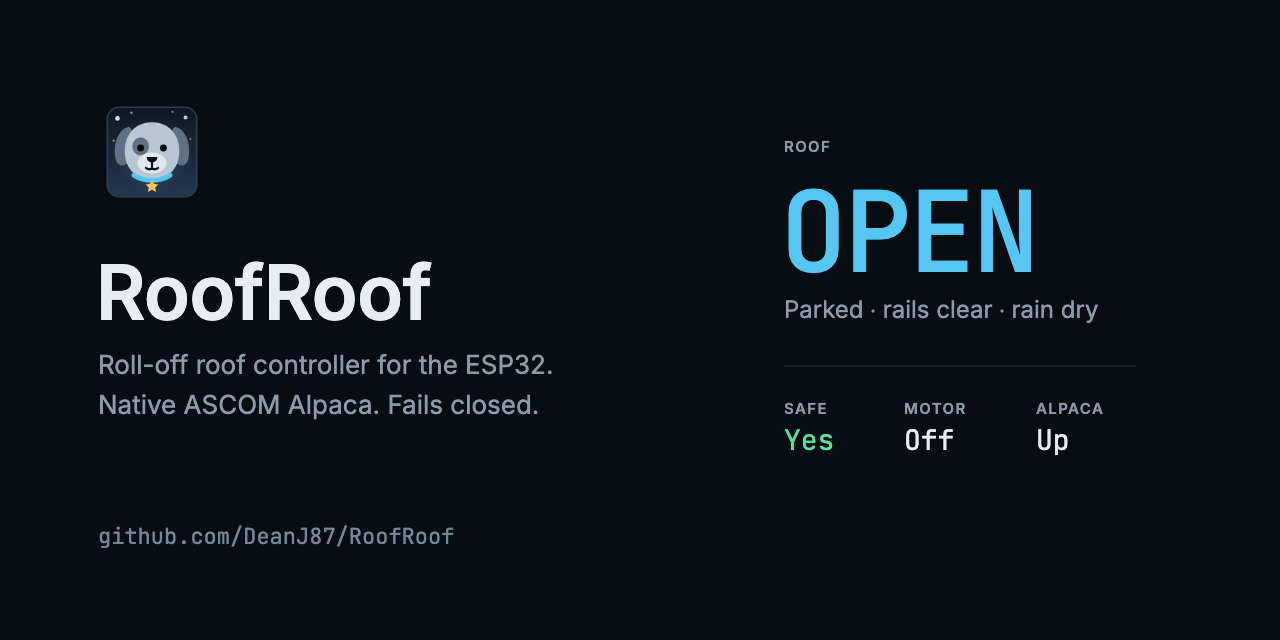 RoofRoof
Roll-off roof controller for the ESP32.
Native ASCOM Alpaca. Fails closed.
github.com/DeanJ87/RoofRoof
ROOF
OPEN
Parked · rails clear · rain dry
SAFE MOTOR ALPACA
Yes Off Up